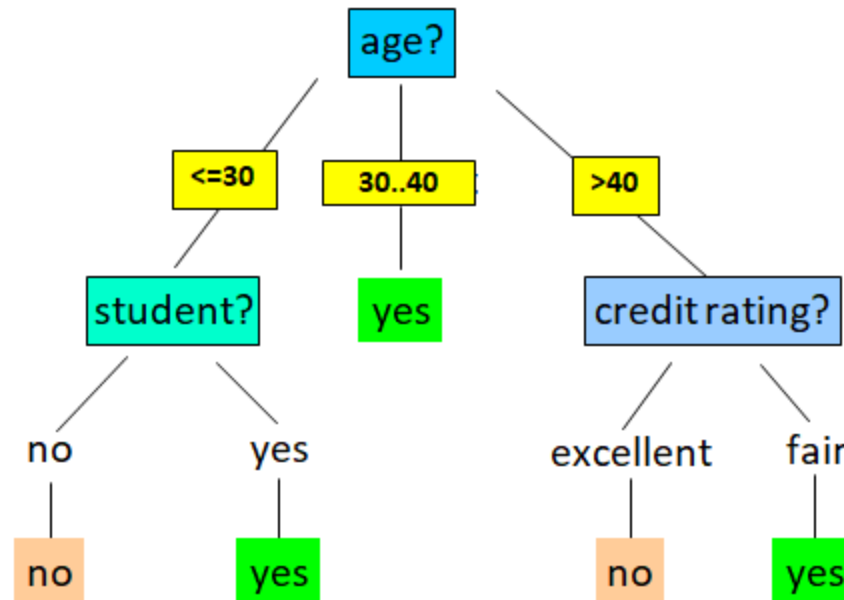 age?
<=30
30..40
>40
student?
yes
credit rating?
no
yes
excellent
fair
no
yes
no
yes